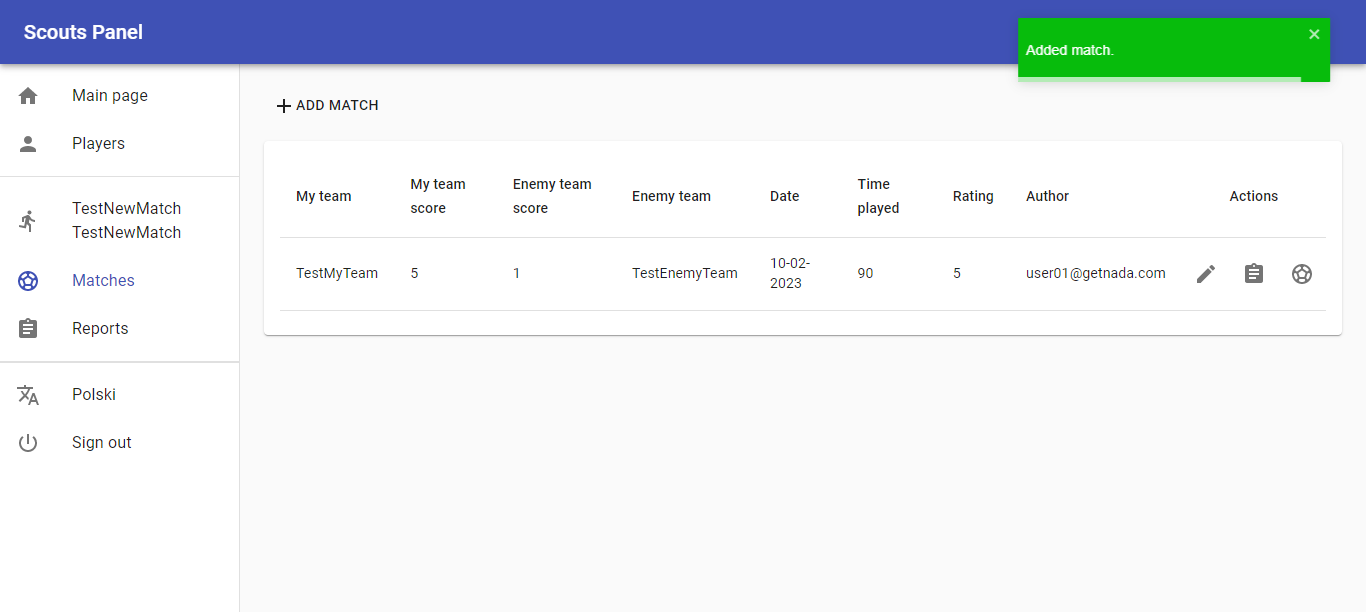 Scouts Panel
Added match.
Main page
Players
TestNewMatch
TestNewMatch
Matches
Reports
Polski
Sign out
ADD MATCH
My team
My team
score
Enemy team
score
Enemy team
Date
Time
played
Rating
Author
Actions
TestMyTeam
5
1
TestEnemyTeam
10-02-
2023
90
5
user01@getnada.com